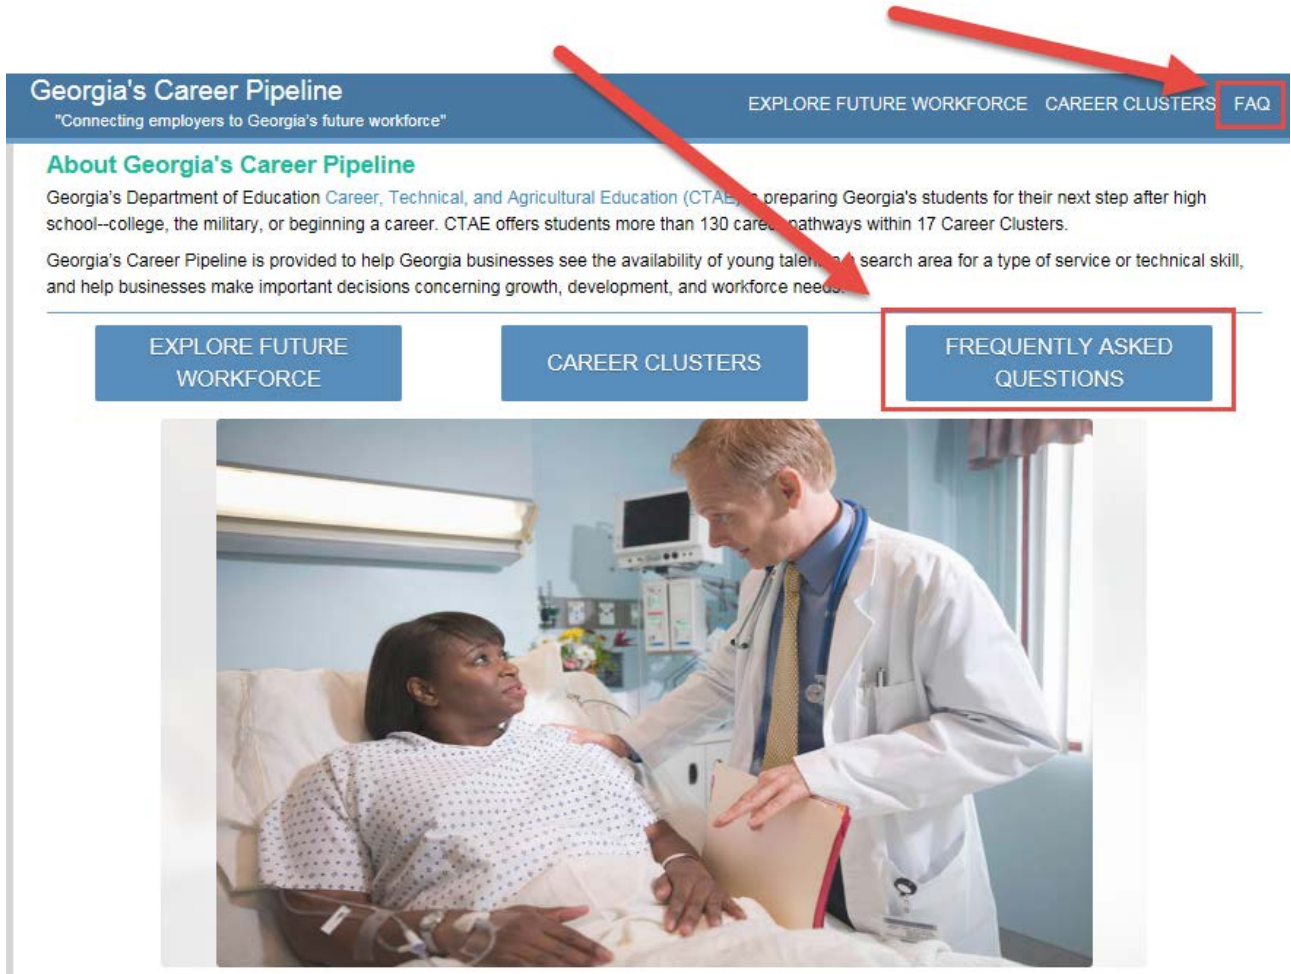 Georgia's Career Pipeline
"Connecting employers to Georgia's future workforce"
EXPLORE FUTURE WORKFORCE CAREER CLUSTERS FAQ
About Georgia's Career Pipeline
Georgia's Department of Education Career, Technical, and Agricultural Education (CTAE) preparing Georgia's students for their next step after high
school--college, the military, or beginning a career. CTAE offers students more than 130 career pathways within 17 Career Clusters.
Georgia's Career Pipeline is provided to help Georgia businesses see the availability of young talent search area for a type of service or technical skill,
and help businesses make important decisions concerning growth, development, and workforce needs.
EXPLORE FUTURE
WORKFORCE
CAREER CLUSTERS
FREQUENTLY ASKED
QUESTIONS